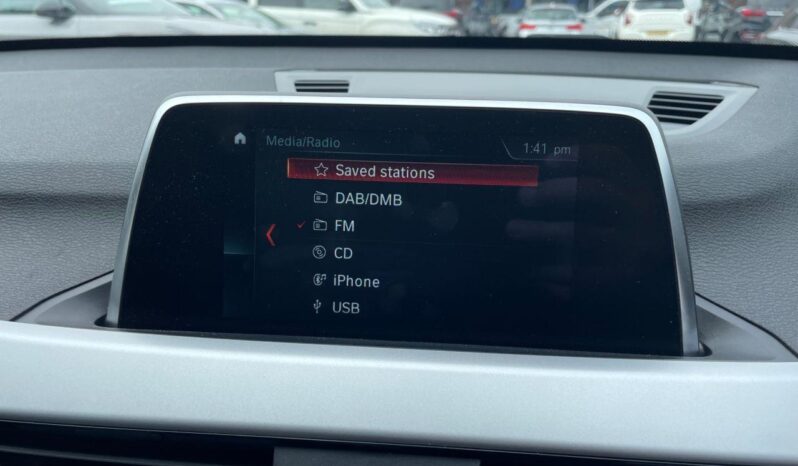 Media/Radio
1:41 pm
Saved stations
DAB/DMB
FM
CD
iPhone
USB